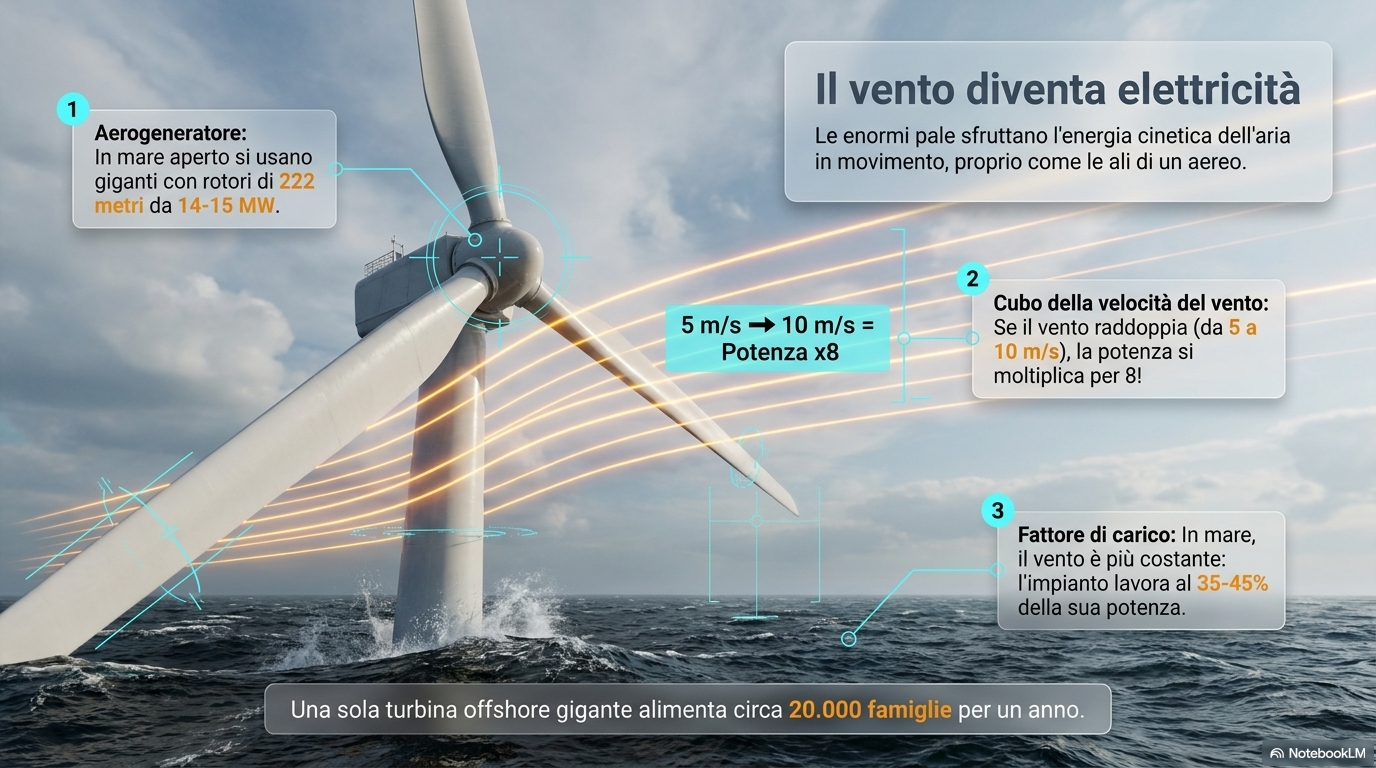 Il vento diventa elettricità
Le enormi pale sfruttano l'energia cinetica dell'aria
in movimento, proprio come le ali di un aereo.
1
Aerogeneratore:
In mare aperto si usano
giganti con rotori di 222
metri da 14-15 MW.
5 m/s → 10 m/s =
Potenza x8
2
Cubo della velocità del vento:
Se il vento raddoppia (da 5 a
10 m/s), la potenza si
moltiplica per 8!
3
Fattore di carico: In mare,
il vento è più costante:
l'impianto lavora al 35-45%
della sua potenza.
Una sola turbina offshore gigante alimenta circa 20.000 famiglie per un anno.
NotebookLM